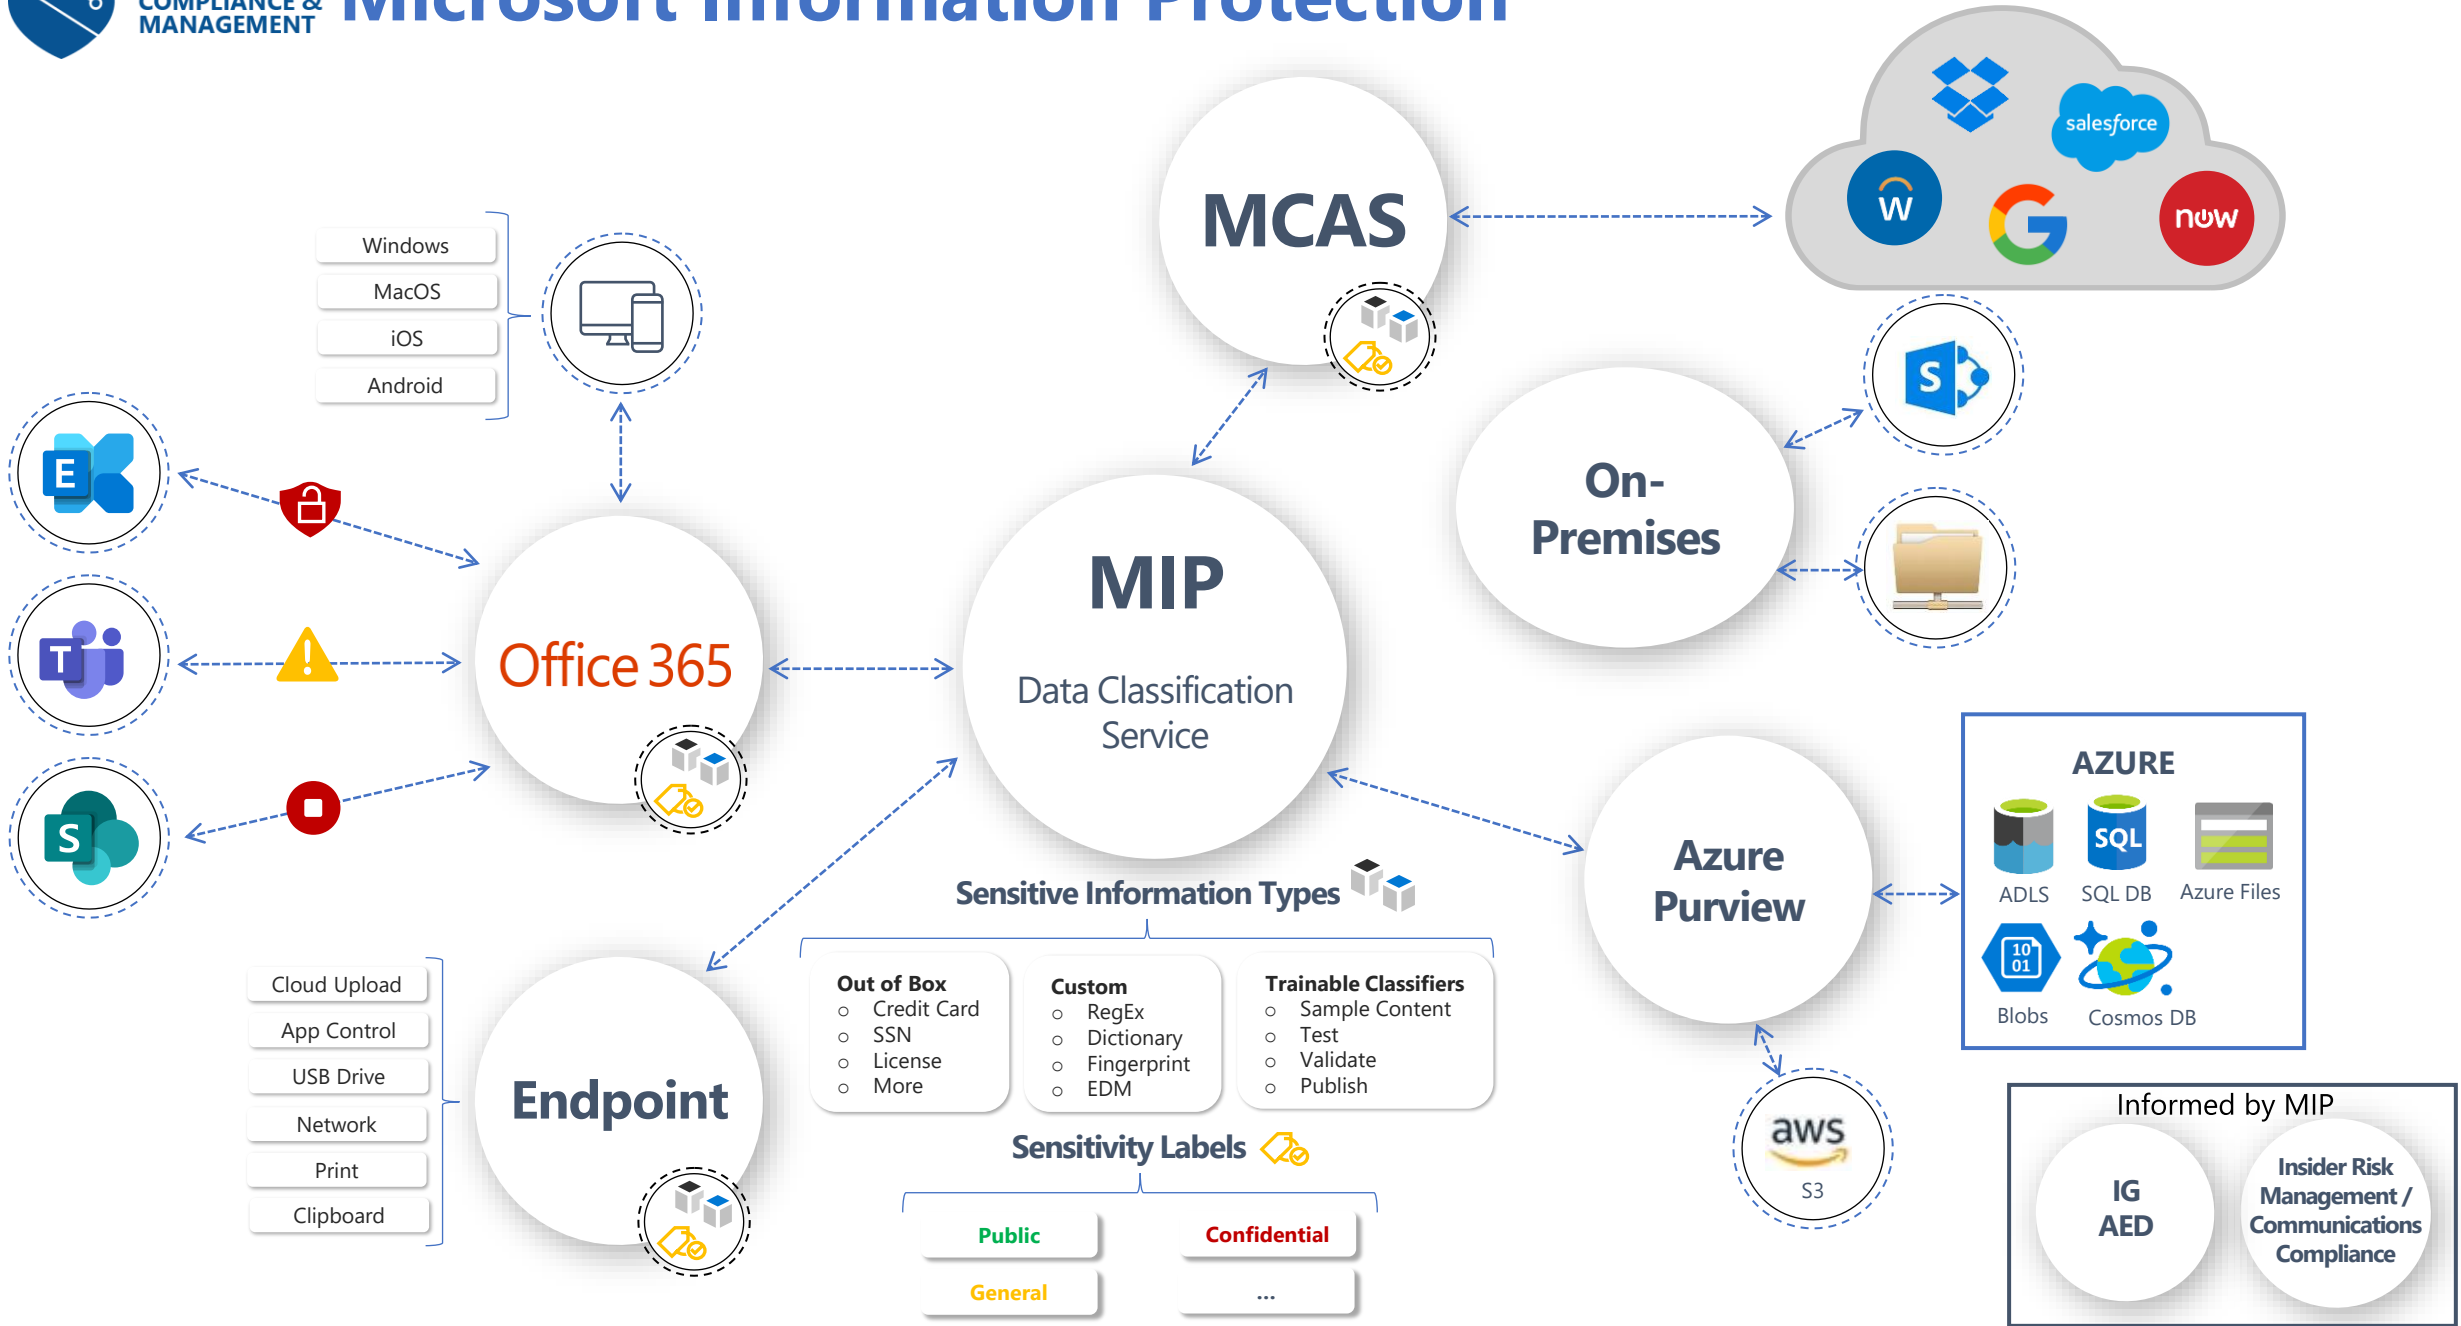 COMPLIANCE &
MANAGEMENT
Microsoft Information Protection
MCAS
salesforce
W
G
now
Windows
MacOS
iOS
Android
E
T
S
Office 365
MIP
Data Classification
Service
On-
Premises
S
Azure
Purview
AZURE
SQL
ADLS
SQL DB
Azure Files
10
01
Blobs
Cosmos DB
aws
S3
Cloud Upload
App Control
USB Drive
Network
Print
Clipboard
Endpoint
Sensitive Information Types
Out of Box
Credit Card
SSN
License
More
Custom
RegEx
Dictionary
Fingerprint
EDM
Trainable Classifiers
Sample Content
Test
Validate
Publish
Sensitivity Labels
Public
Confidential
General
...
Informed by MIP
IG
AED
Insider Risk
Management /
Communications
Compliance